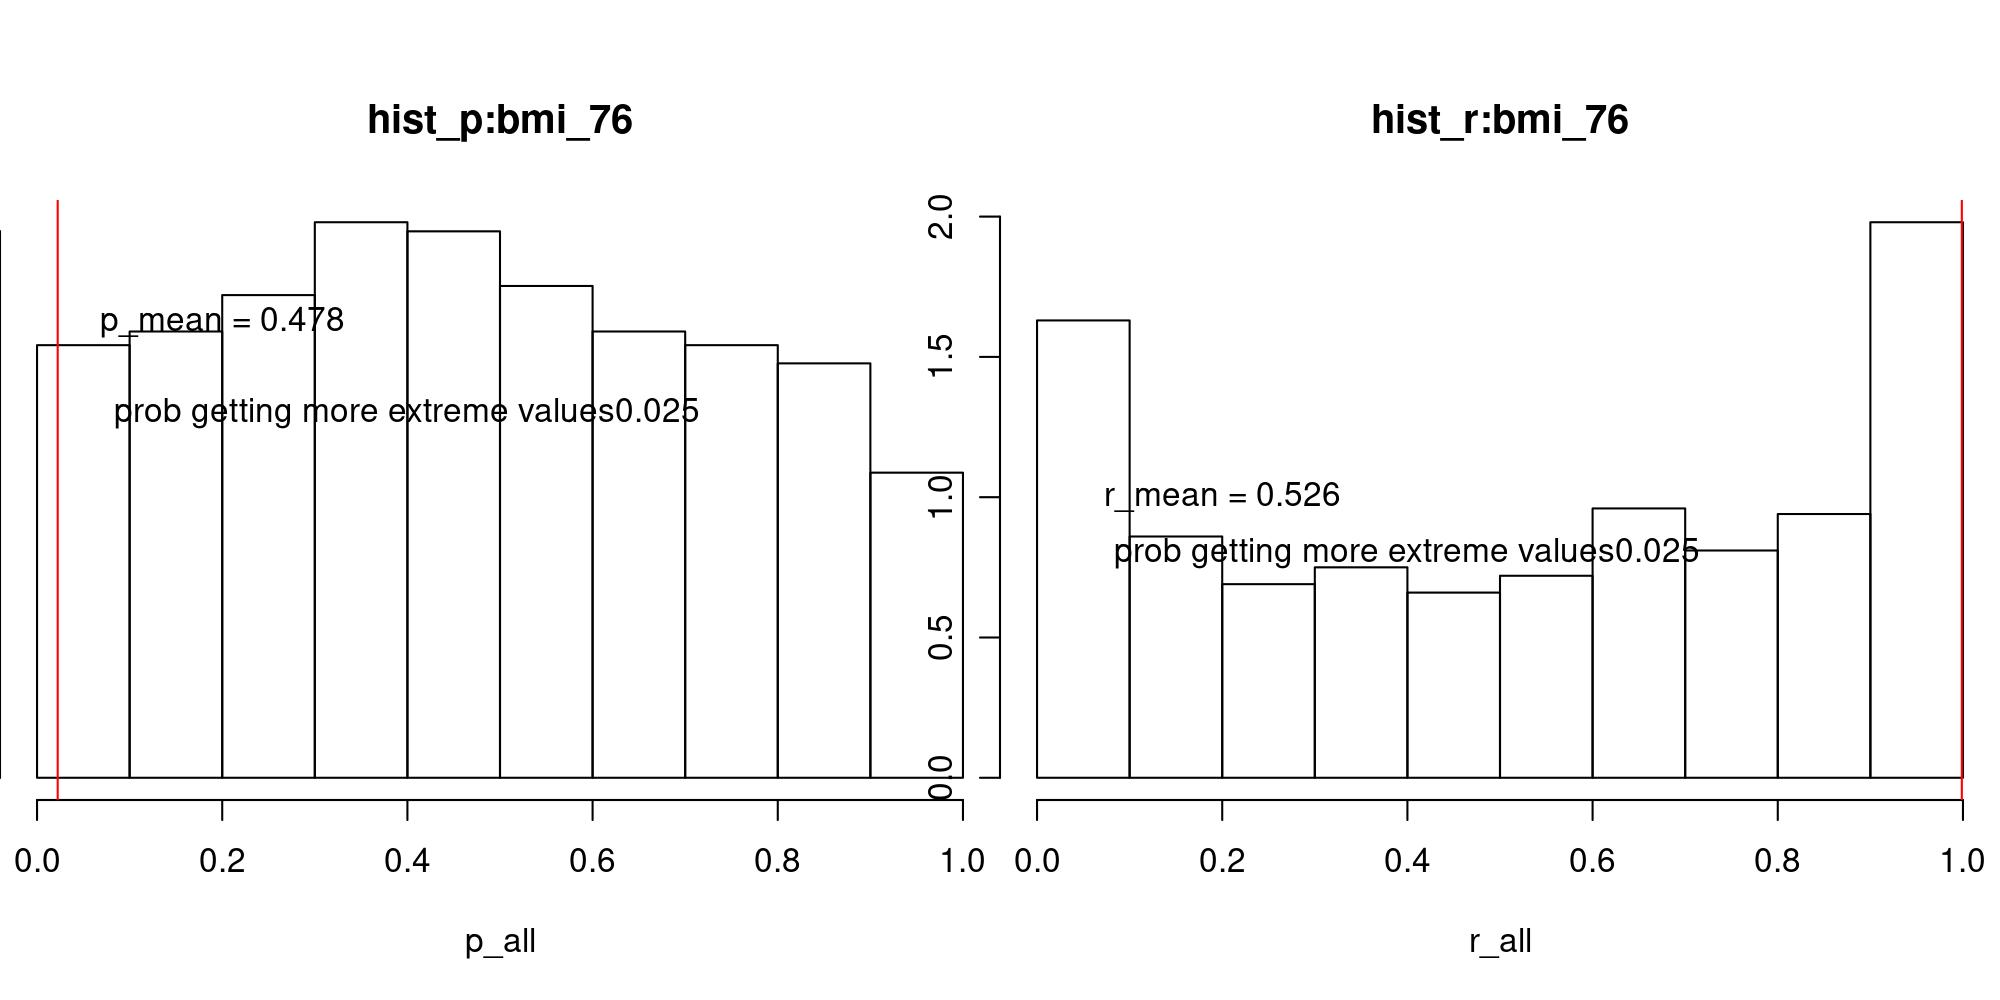 hist_p:bmi_76
p_mean = 0.478
prob getting more extreme values0.025
0.0 0.2 0.4 0.6 0.8 1.0
p_all
hist_r:bmi_76
2.0
1.5
1.0
0.5
0.0
r_mean = 0.526
prob getting more extreme values0.025
0.0 0.2 0.4 0.6 0.8 1.0
r_all